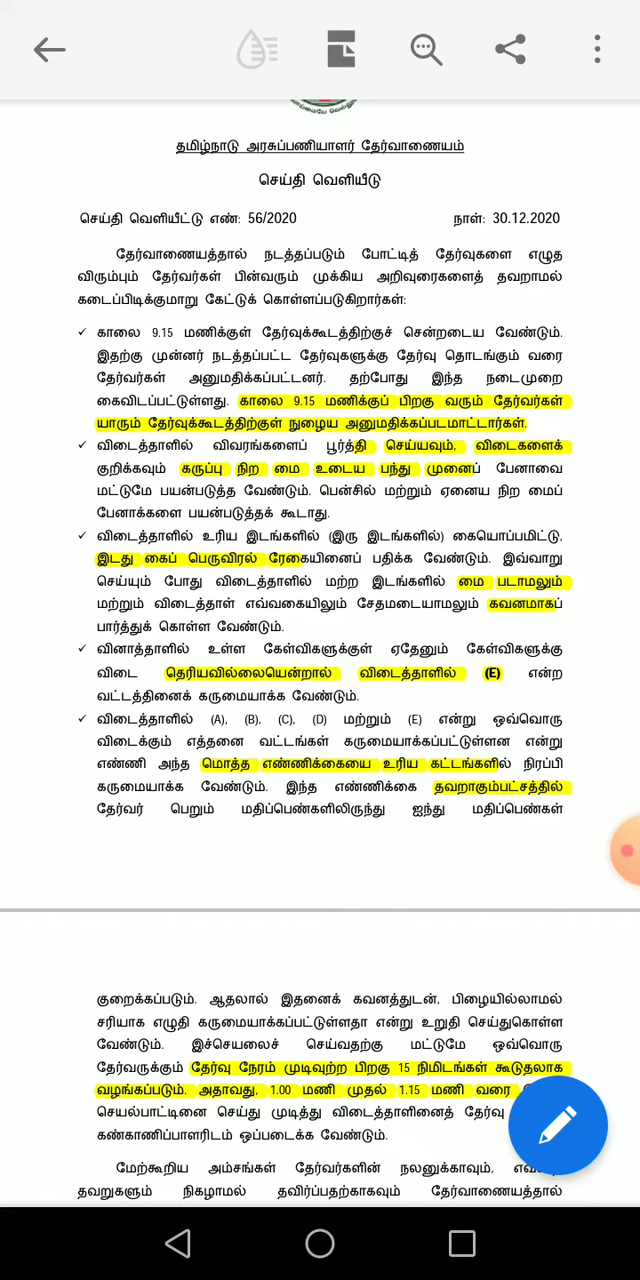 வாய்மையே வெல்லும்
தமிழ்நாடு அரசுப்பணியாளர் தேர்வாணையம்
செய்தி வெளியீடு
செய்தி வெளியீட்டு எண்: 56/2020 நாள்: 30.12.2020
தேர்வாணையத்தால் நடத்தப்படும் போட்டித் தேர்வுகளை எழுத
விரும்பும் தேர்வர்கள் பின்வரும் முக்கிய அறிவுரைகளைத் தவறாமல்
கடைப்பிடிக்குமாறு கேட்டுக் கொள்ளப்படுகிறார்கள்:
✓ காலை 9.15 மணிக்குள் தேர்வுக்கூடத்திற்குச் சென்றடைய வேண்டும்.
இதற்கு முன்னர் நடத்தப்பட்ட தேர்வுகளுக்கு தேர்வு தொடங்கும் வரை
தேர்வர்கள் அனுமதிக்கப்பட்டனர். தற்போது இந்த நடைமுறை
கைவிடப்பட்டுள்ளது. காலை 9.15 மணிக்குப் பிறகு வரும் தேர்வர்கள்
யாரும் தேர்வுக்கூடத்திற்குள் நுழைய அனுமதிக்கப்படமாட்டார்கள்.
✓ விடைத்தாளில் விவரங்களைப் பூர்த்தி செய்யவும், விடைகளைக்
குறிக்கவும் கருப்பு நிற மை உடைய பந்து முனைப் பேனாவை
மட்டுமே பயன்படுத்த வேண்டும். பென்சில் மற்றும் ஏனைய நிற மைப்
பேனாக்களை பயன்படுத்தக் கூடாது.
✓ விடைத்தாளில் உரிய இடங்களில் (இரு இடங்களில்) கையொப்பமிட்டு,
இடது கைப் பெருவிரல் ரேகையினைப் பதிக்க வேண்டும். இவ்வாறு
செய்யும் போது விடைத்தாளில் மற்ற இடங்களில் மை படாமலும்
மற்றும் விடைத்தாள் எவ்வகையிலும் சேதமடையாமலும் கவனமாகப்
பார்த்துக் கொள்ள வேண்டும்.
✓ வினாத்தாளில் உள்ள கேள்விகளுக்குள் ஏதேனும் கேள்விகளுக்கு
விடை தெரியவில்லையென்றால் விடைத்தாளில் (E) என்ற
வட்டத்தினைக் கருமையாக்க வேண்டும்.
✓ விடைத்தாளில் (A), (B), (C), (D) மற்றும் (E) என்று ஒவ்வொரு
விடைக்கும் எத்தனை வட்டங்கள் கருமையாக்கப்பட்டுள்ளன என்று
எண்ணி அந்த மொத்த எண்ணிக்கையை உரிய கட்டங்களில் நிரப்பி
கருமையாக்க வேண்டும். இந்த எண்ணிக்கை தவறாகும்பட்சத்தில்
தேர்வர் பெறும் மதிப்பெண்களிலிருந்து ஐந்து மதிப்பெண்கள்
குறைக்கப்படும். ஆதலால் இதனைக் கவனத்துடன், பிழையில்லாமல்
சரியாக எழுதி கருமையாக்கப்பட்டுள்ளதா என்று உறுதி செய்துகொள்ள
வேண்டும். இச்செயலைச் செய்வதற்கு மட்டுமே ஒவ்வொரு
தேர்வருக்கும் தேர்வு நேரம் முடிவுற்ற பிறகு 15 நிமிடங்கள் கூடுதலாக
வழங்கப்படும். அதாவது, 1.00 மணி முதல் 1.15 மணி வரை
செயல்பாட்டினை செய்து முடித்து விடைத்தாளினைத் தேர்வு
கண்காணிப்பாளரிடம் ஒப்படைக்க வேண்டும்.
மேற்கூறிய அம்சங்கள் தேர்வர்களின் நலனுக்காகவும்,
தவறுகளும் நிகழாமல் தவிர்ப்பதற்காகவும் தேர்வாணையத்தால்